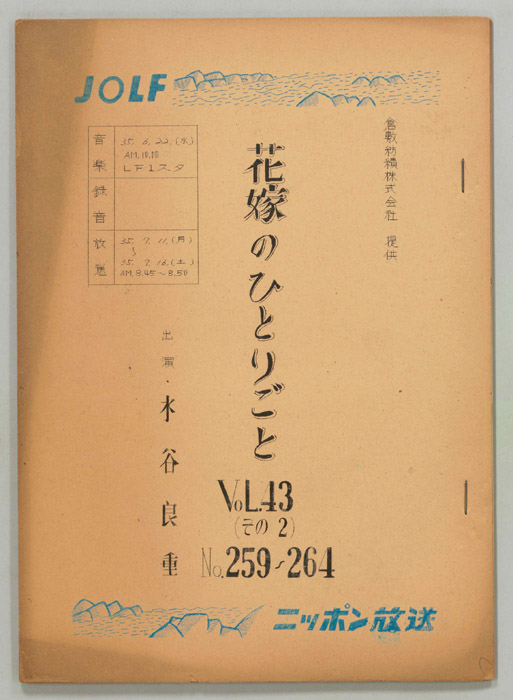 JOLF
倉敷紡績株式会社 提供
花嫁のひとりごと
VOL.43
(その2)
No.259~264
音楽録音
35.6.22.(水)
AM.10.10
LF1スタ
放送
35.7.11.(月)
~
35.7.16.(土)
AM.8.45~8.50
出演・水谷良重
ニッポン放送